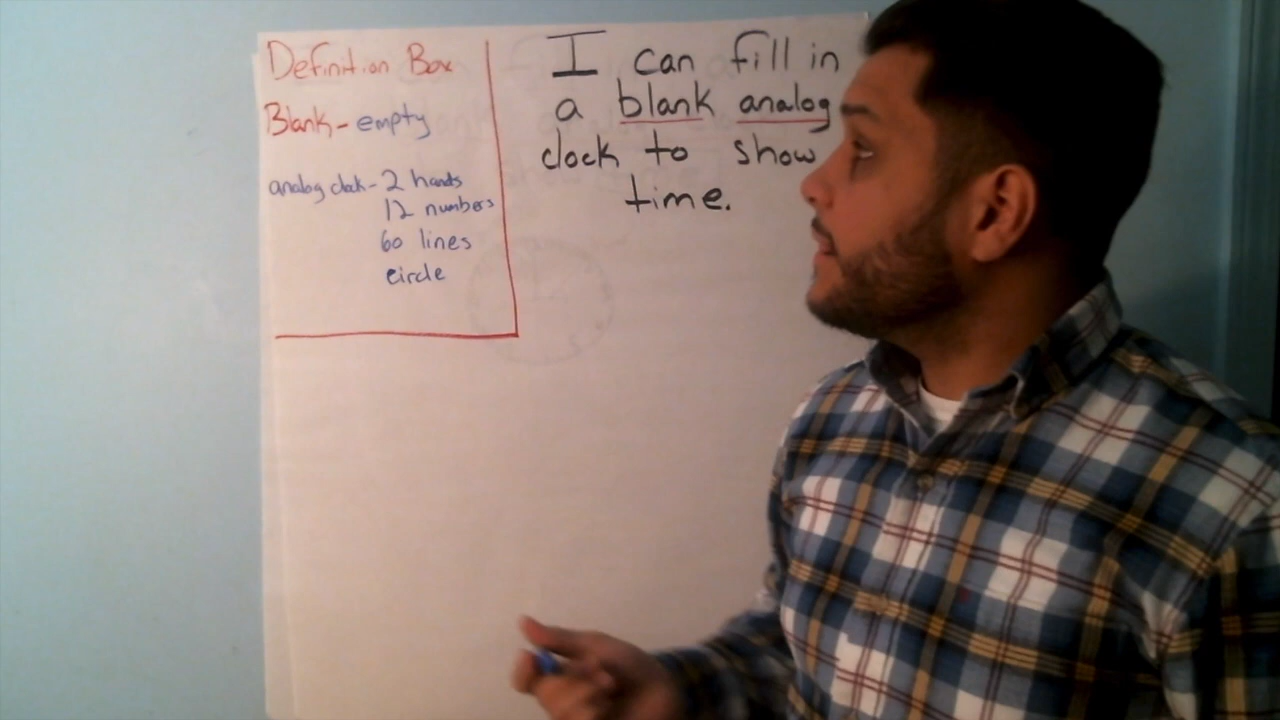 Definition Box
Blank - empty
analog clock - 2 hands
12 numbers
60 lines
circle
I can fill in
a blank analog
clock to show
time.